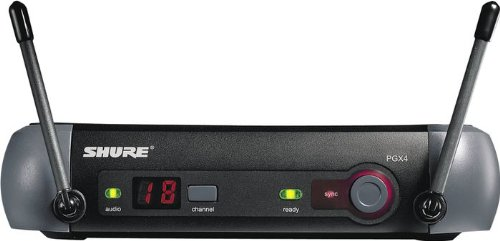 SHURE®
PGX4
18
sync
audio
channel
ready